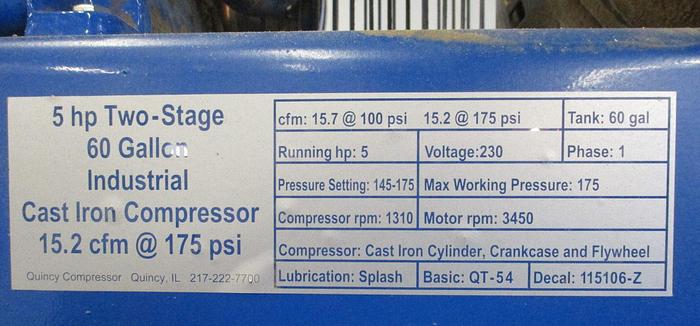 5 hp Two-Stage
60 Gallon
Industrial
Cast Iron Compressor
15.2 cfm @ 175 psi
Quincy Compressor Quincy, IL 217-222-7700
cfm: 15.7 @ 100 psi 15.2 @ 175 psi
Tank: 60 gal
Running hp: 5
Voltage:230
Phase: 1
Pressure Setting: 145-175
Max Working Pressure: 175
Compressor rpm: 1310
Motor rpm: 3450
Compressor: Cast Iron Cylinder, Crankcase and Flywheel
Lubrication: Splash
Basic: QT-54
Decal: 115106-Z